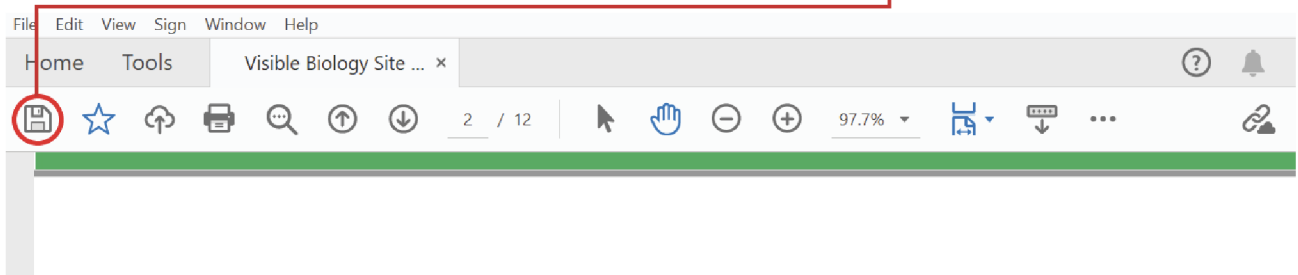 File Edit View Sign Window Help
Home Tools Visible Biology Site ... ×
2 / 12 97.7%